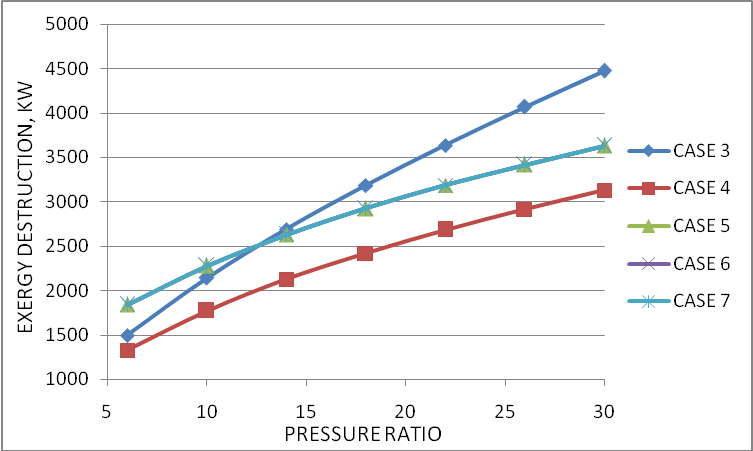 EXERGY DESTRUCTION, KW
5000
4500
4000
3500
3000
2500
2000
1500
1000
5 10 15 20 25 30
PRESSURE RATIO
CASE 3
CASE 4
CASE 5
CASE 6
CASE 7